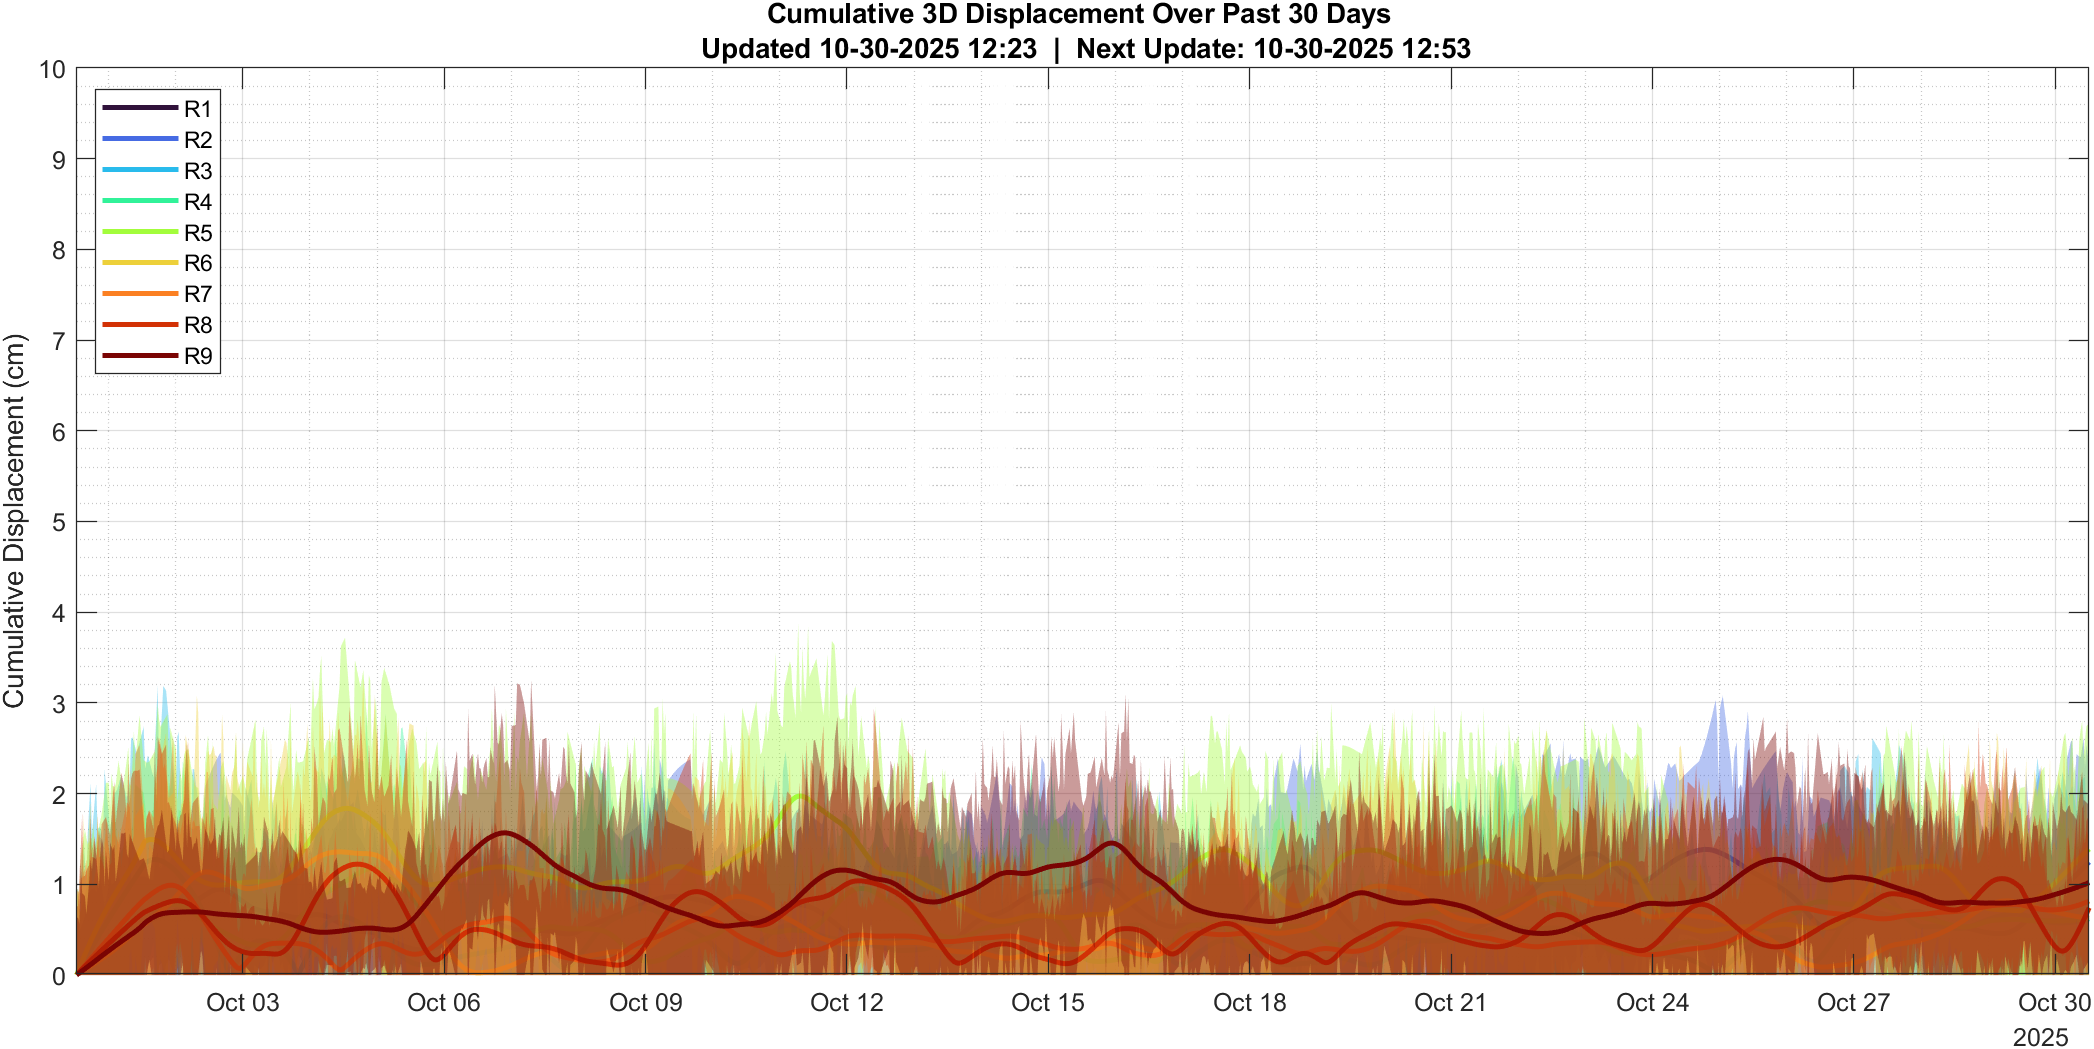 Cumulative 3D Displacement Over Past 30 Days
Updated 10-30-2025 12:23 | Next Update: 10-30-2025 12:53
Cumulative Displacement (cm)
10
9
8
7
6
5
4
3
2
1
0
R1
R2
R3
R4
R5
R6
R7
R8
R9
Oct 03
Oct 06
Oct 09
Oct 12
Oct 15
Oct 18
Oct 21
Oct 24
Oct 27
Oct 30
2025